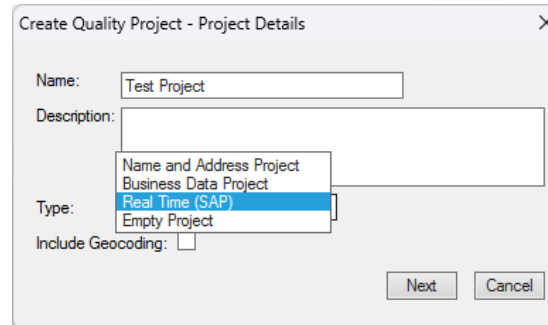 Create Quality Project - Project Details
Name: Test Project
Description:
Name and Address Project
Business Data Project
Type: Real Time (SAP)
Empty Project
Include Geocoding:
Next Cancel